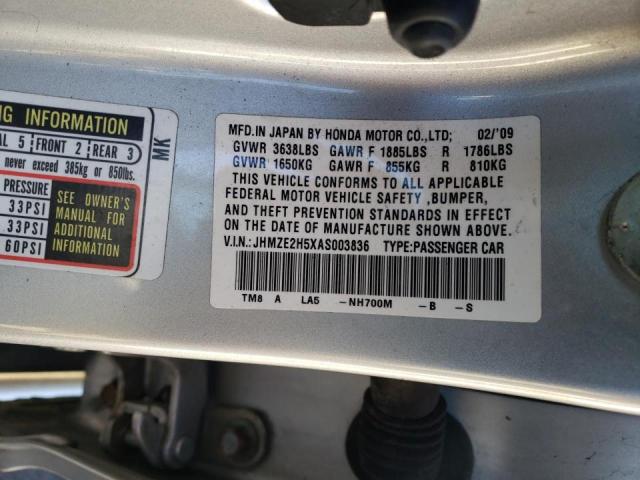 NG INFORMATION
AL 5 FRONT 2 REAR 3
never exceed 385kg or 850lbs.
PRESSURE
33PSI
33PSI
60PSI
SEE OWNER'S
MANUAL FOR
ADDITIONAL
INFORMATION
MK
MFD.IN JAPAN BY HONDA MOTOR CO.,LTD; 02/'09
GVWR 3638LBS GAWR F 1885LBS R 1786LBS
GVWR 1650KG GAWR F 855KG R 810KG
THIS VEHICLE CONFORMS TO ALL APPLICABLE
FEDERAL MOTOR VEHICLE SAFETY ,BUMPER,
AND THEFT PREVENTION STANDARDS IN EFFECT
ON THE DATE OF MANUFACTURE SHOWN ABOVE.
V.I.N.: JHMZE2H5XAS003836 TYPE:PASSENGER CAR
TM8 A LA5 -NH700M -B -S